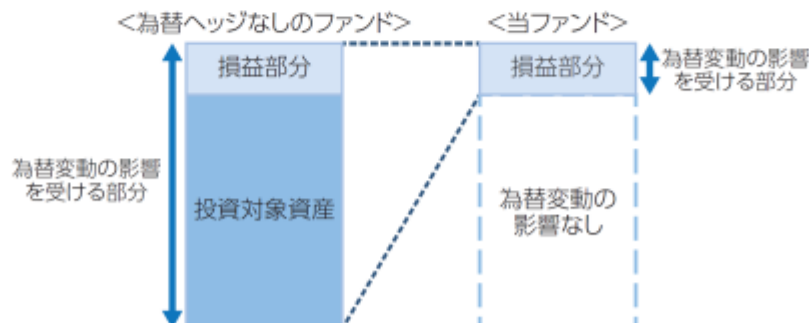 <為替ヘッジなしのファンド>
<当ファンド>
損益部分
損益部分
為替変動の影響
を受ける部分
為替変動の影響
を受ける部分
投資対象資産
為替変動の
影響なし